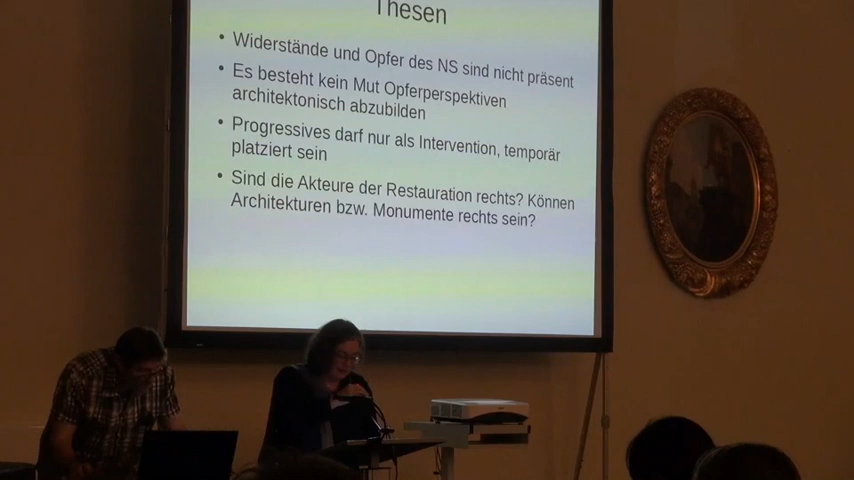 Thesen
• Widerstände und Opfer des NS sind nicht präsent
• Es besteht kein Mut Opferperspektiven
architektonisch abzubilden
• Progressives darf nur als Intervention, temporär
platziert sein
• Sind die Akteure der Restauration rechts? Können
Architekturen bzw. Monumente rechts sein?